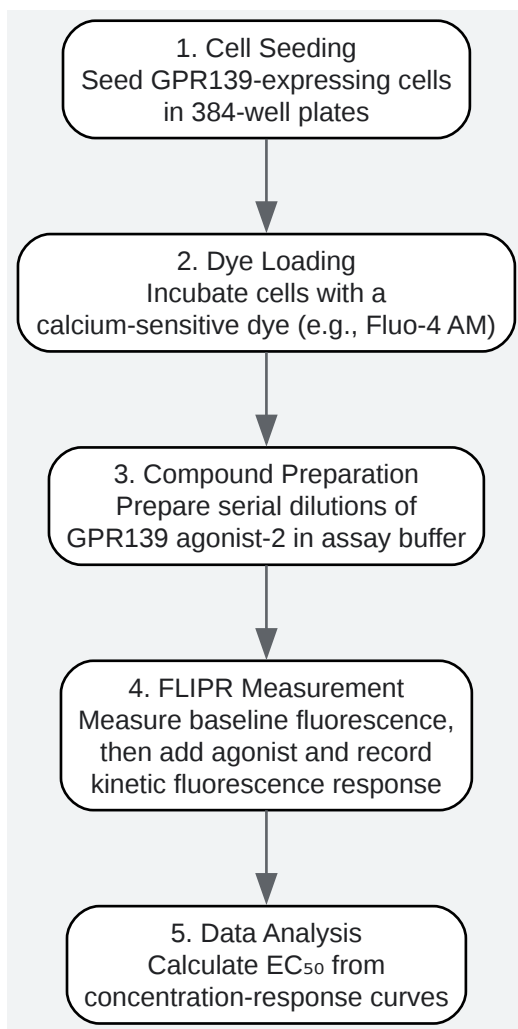 1. Cell Seeding
Seed GPR139-expressing cells
in 384-well plates
2. Dye Loading
Incubate cells with a
calcium-sensitive dye (e.g., Fluo-4 AM)
3. Compound Preparation
Prepare serial dilutions of
GPR139 agonist-2 in assay buffer
4. FLIPR Measurement
Measure baseline fluorescence,
then add agonist and record
kinetic fluorescence response
5. Data Analysis
Calculate EC₅₀ from
concentration-response curves